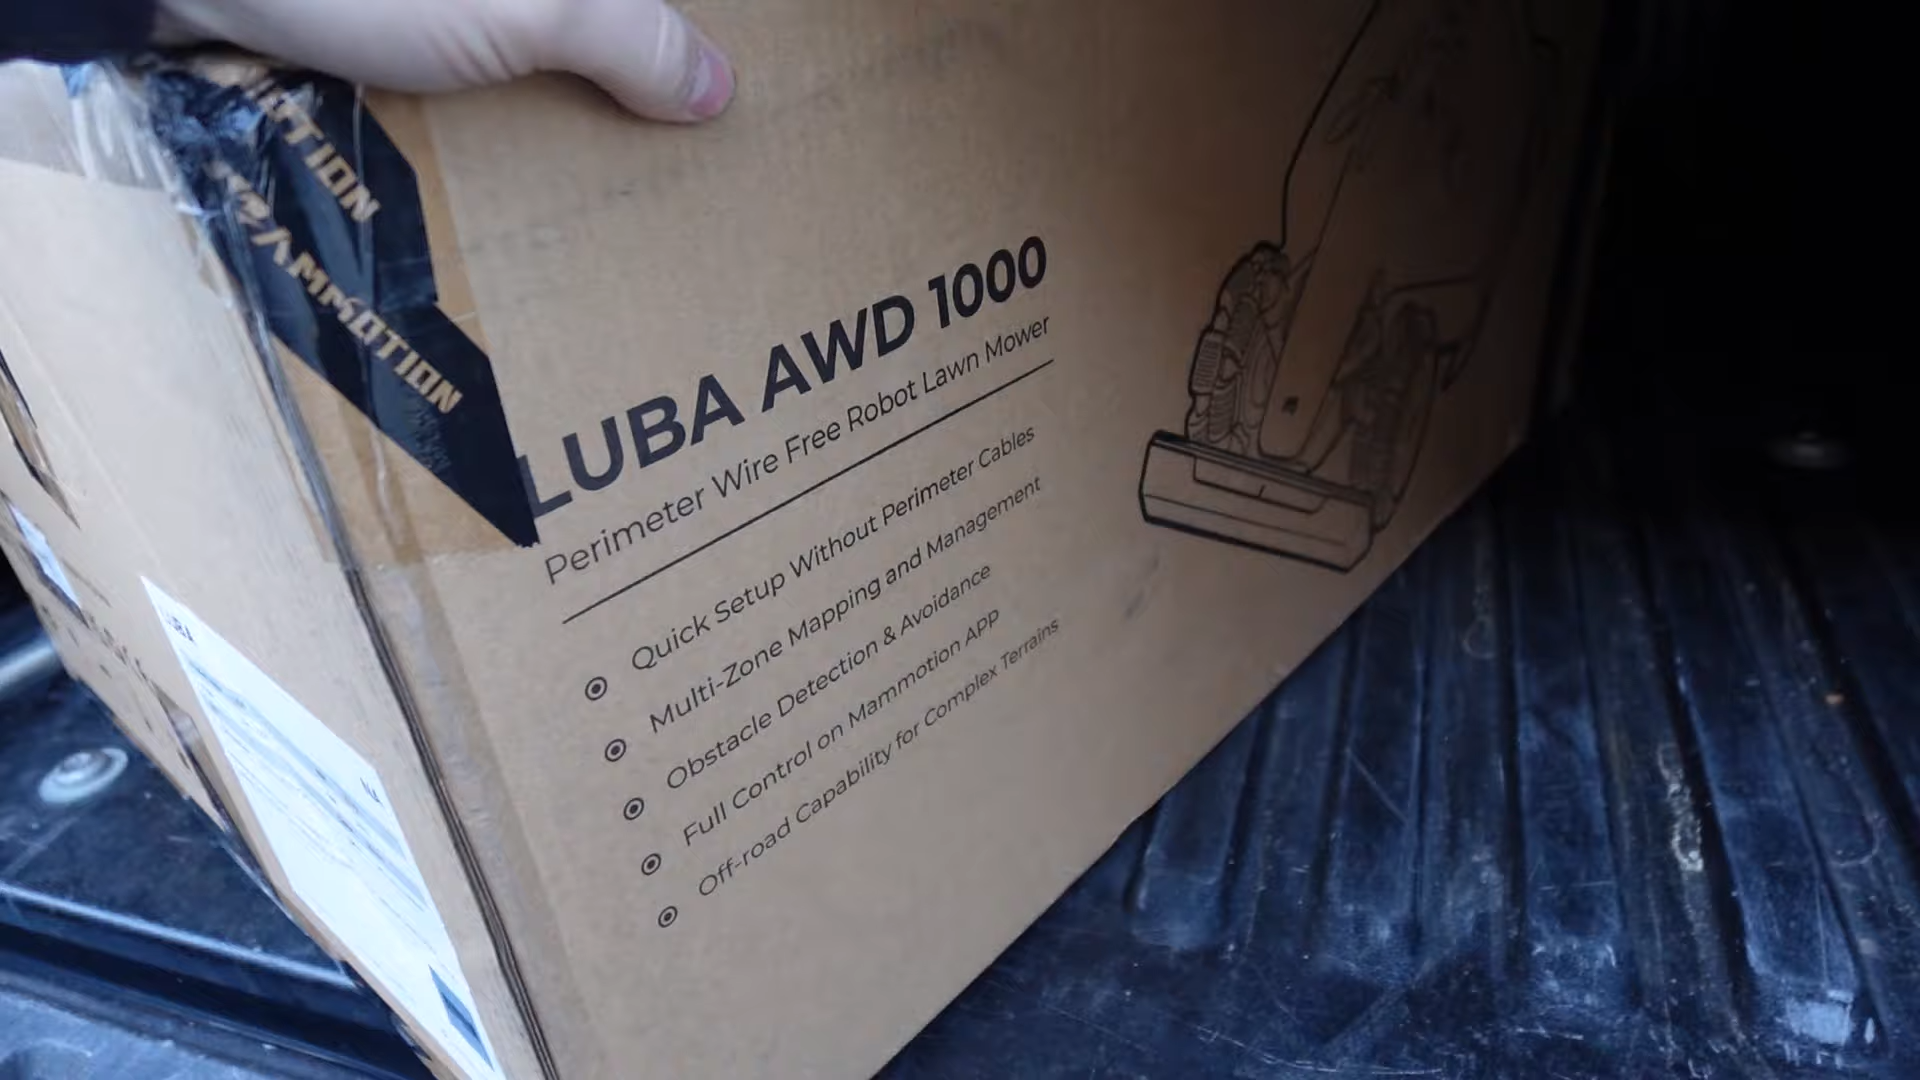 MAMMOTION
LUBA AWD 1000
Perimeter Wire Free Robot Lawn Mower
Quick Setup Without Perimeter Cables
Multi-Zone Mapping and Management
Obstacle Detection & Avoidance
Full Control on Mammotion APP
Off-road Capability for Complex Terrains
LUBA